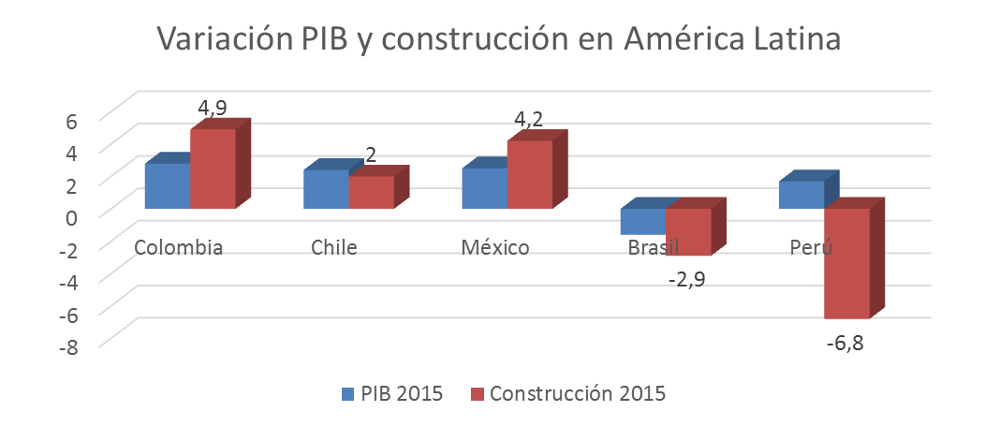 Variación PIB y construcción en América Latina
6
4
2
0
-2
-4
-6
-8
4,9
2
4,2
-2,9
-6,8
Colombia
Chile
México
Brasil
Perú
PIB 2015
Construcción 2015